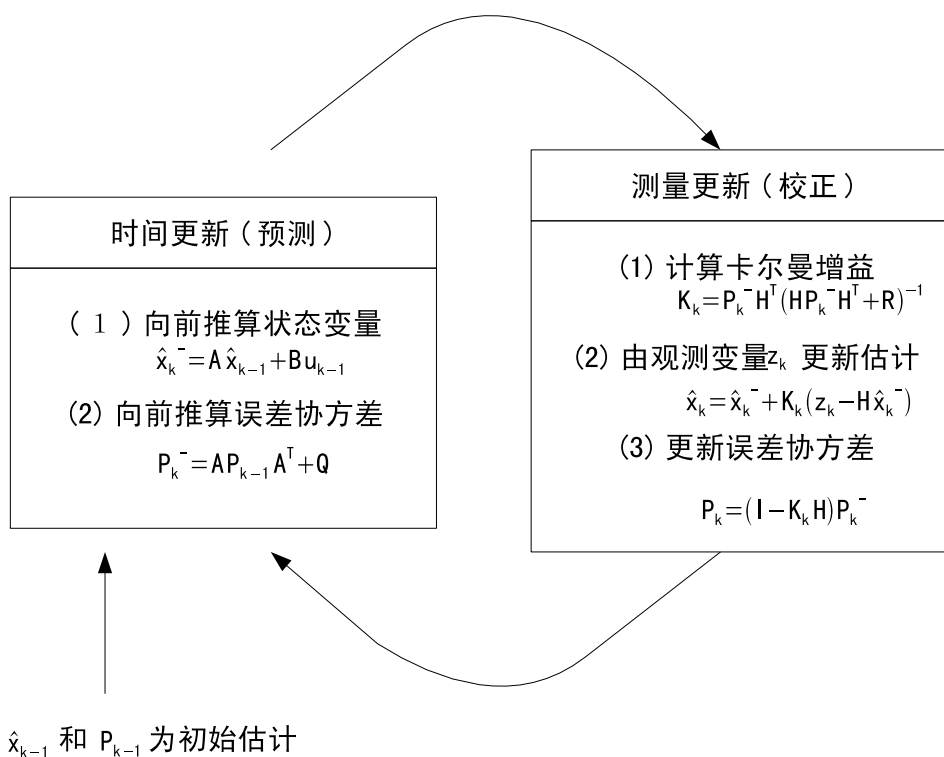 时间更新（预测）
（１）向前推算状态变量
x̂ₖ⁻=Ax̂ₖ₋₁+Buₖ₋₁
(2) 向前推算误差协方差
Pₖ⁻=APₖ₋₁Aᵀ+Q
测量更新（校正）
(1) 计算卡尔曼增益
Kₖ=Pₖ⁻Hᵀ(HPₖ⁻Hᵀ+R)⁻¹
(2) 由观测变量zₖ 更新估计
x̂ₖ=x̂ₖ⁻+Kₖ(zₖ−Hx̂ₖ⁻)
(3) 更新误差协方差
Pₖ=(I−KₖH)Pₖ⁻
x̂ₖ₋₁ 和 Pₖ₋₁ 为初始估计